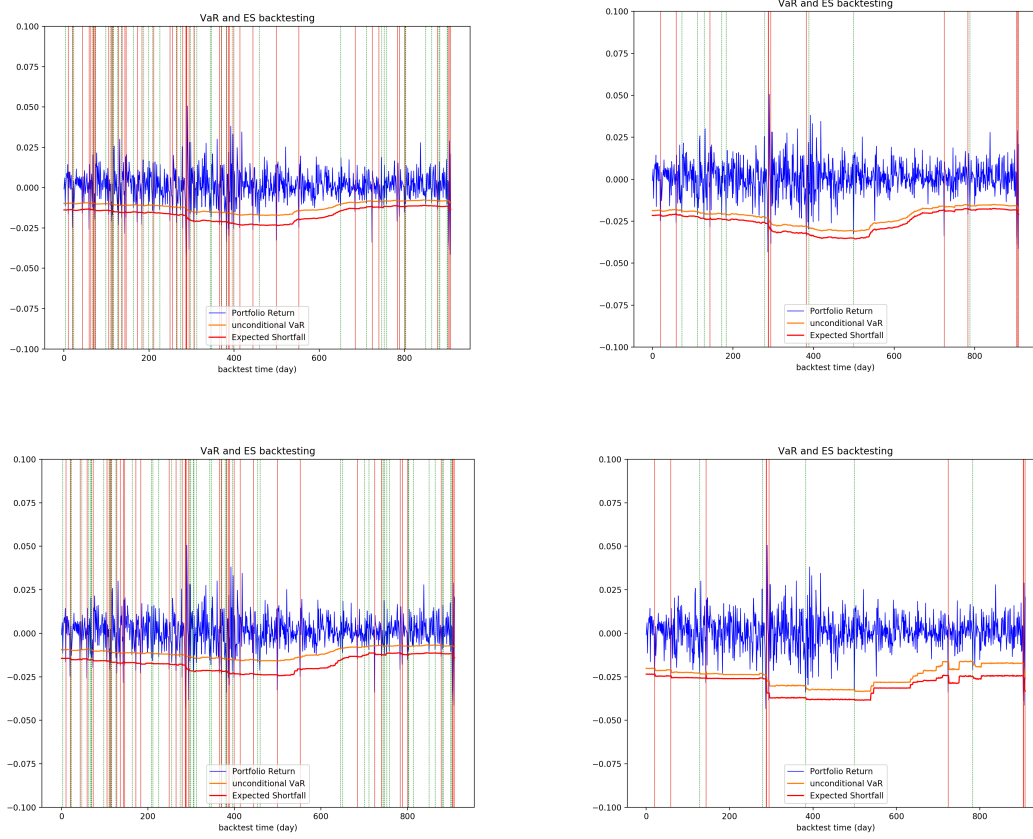 VaR and ES backtesting
0.100
0.075
0.050
0.025
0.000
−0.025
−0.050
−0.075
−0.100
Portfolio Return
unconditional VaR
Expected Shortfall
0
200
400
600
800
backtest time (day)
VaR and ES backtesting
0.100
0.075
0.050
0.025
0.000
−0.025
−0.050
−0.075
−0.100
Portfolio Return
unconditional VaR
Expected Shortfall
0
200
400
600
800
backtest time (day)
VaR and ES backtesting
0.100
0.075
0.050
0.025
0.000
−0.025
−0.050
−0.075
−0.100
Portfolio Return
unconditional VaR
Expected Shortfall
0
200
400
600
800
backtest time (day)
VaR and ES backtesting
0.100
0.075
0.050
0.025
0.000
−0.025
−0.050
−0.075
−0.100
Portfolio Return
unconditional VaR
Expected Shortfall
0
200
400
600
800
backtest time (day)